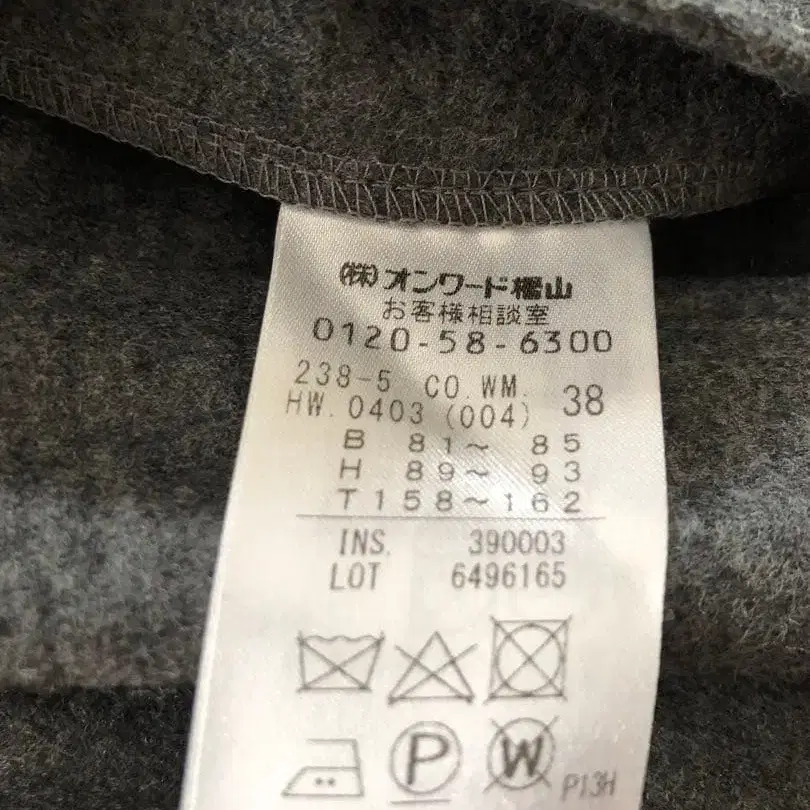 ㈱オンワード樫山
お客様相談室
0120-58-6300
238-5 CO.WM. 38
HW.0403(004)
B 81～ 85
H 89～ 93
T158～162
INS. 390003
LOT 6496165
P W P13H